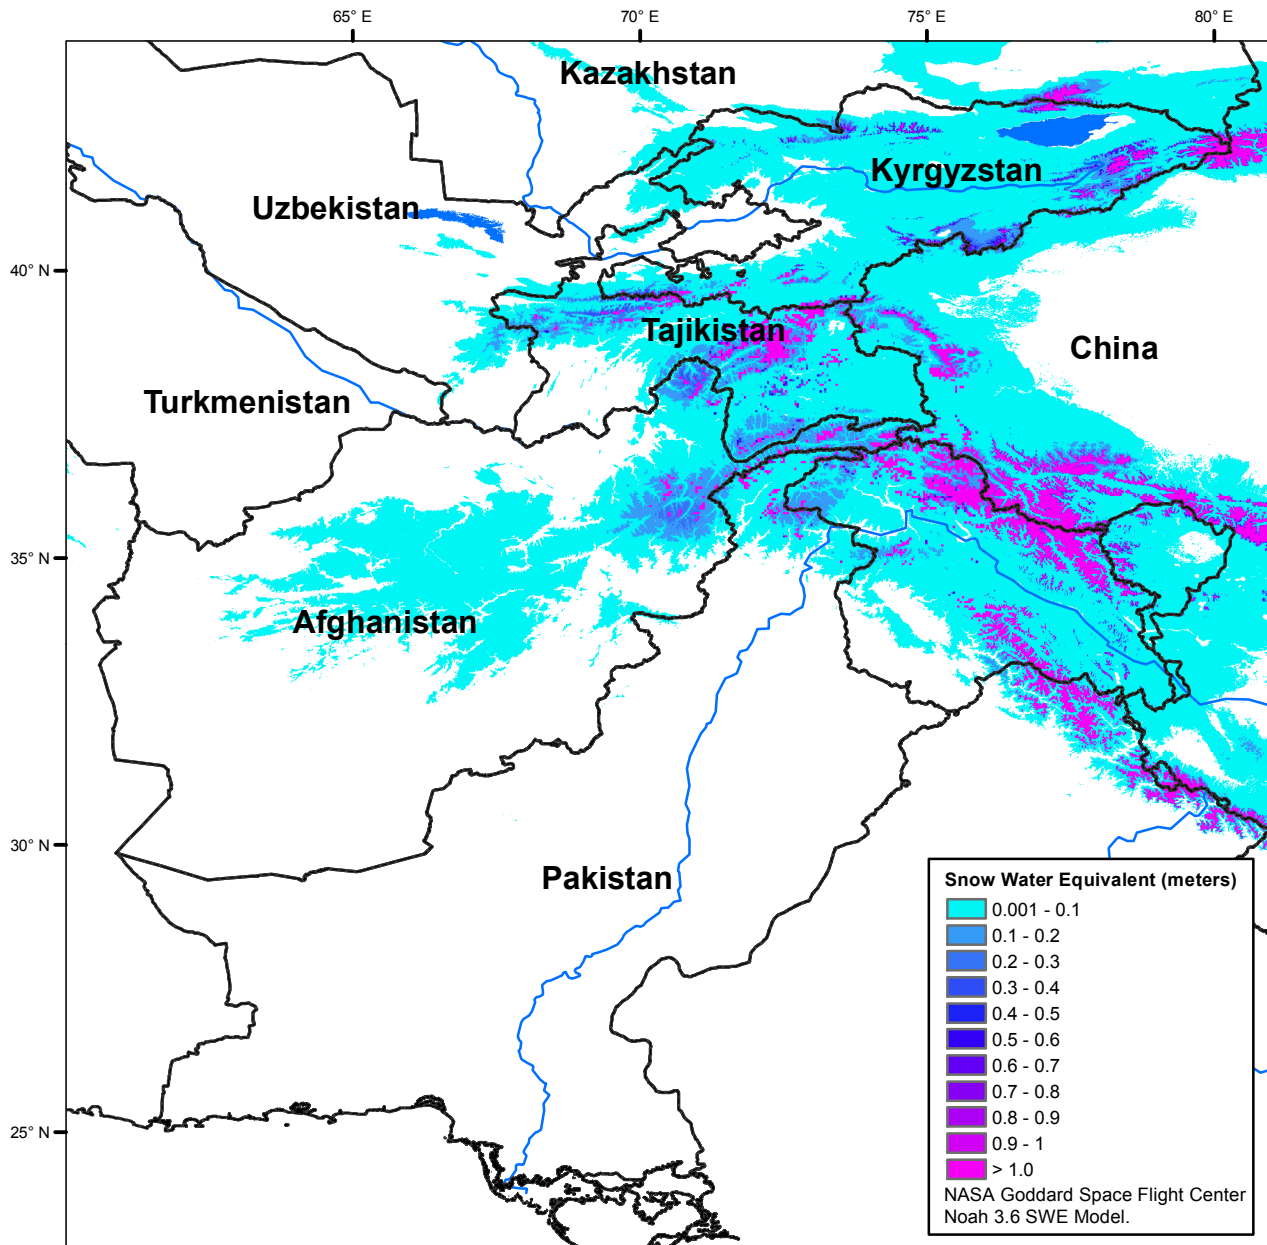 65° E
70° E
75° E
80° E
Kazakhstan
Kyrgyzstan
Uzbekistan
40° N
Tajikistan
China
Turkmenistan
35° N
Afghanistan
30° N
Pakistan
25° N
Snow Water Equivalent (meters)
0.001 - 0.1
0.1 - 0.2
0.2 - 0.3
0.3 - 0.4
0.4 - 0.5
0.5 - 0.6
0.6 - 0.7
0.7 - 0.8
0.8 - 0.9
0.9 - 1
> 1.0
NASA Goddard Space Flight Center
Noah 3.6 SWE Model.